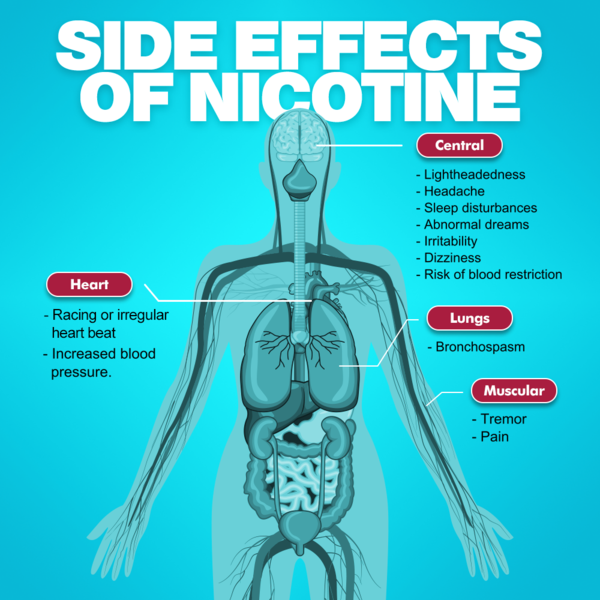 SIDE EFFECTS
OF NICOTINE
Central
- Lightheadedness
- Headache
- Sleep disturbances
- Abnormal dreams
- Irritability
- Dizziness
- Risk of blood restriction
Heart
- Racing or irregular
heart beat
- Increased blood
pressure.
Lungs
- Bronchospasm
Muscular
- Tremor
- Pain